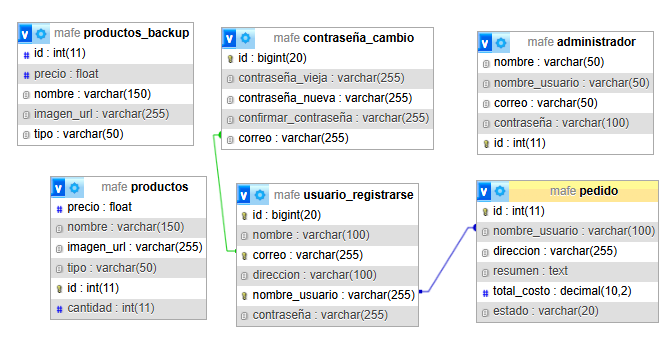 mafe productos_backup
id : int(11)
precio : float
nombre : varchar(150)
imagen_url : varchar(255)
tipo : varchar(50)
mafe contraseña_cambio
id : bigint(20)
contraseña_vieja : varchar(255)
contraseña_nueva : varchar(255)
confirmar_contraseña : varchar(255)
correo : varchar(255)
mafe administrador
nombre : varchar(50)
nombre_usuario : varchar(50)
correo : varchar(50)
contraseña : varchar(100)
id : int(11)
mafe productos
precio : float
nombre : varchar(150)
imagen_url : varchar(255)
tipo : varchar(50)
id : int(11)
cantidad : int(11)
mafe usuario_registrarse
id : bigint(20)
nombre : varchar(100)
correo : varchar(255)
direccion : varchar(100)
nombre_usuario : varchar(255)
contraseña : varchar(255)
mafe pedido
id : int(11)
nombre_usuario : varchar(100)
direccion : varchar(255)
resumen : text
total_costo : decimal(10,2)
estado : varchar(20)